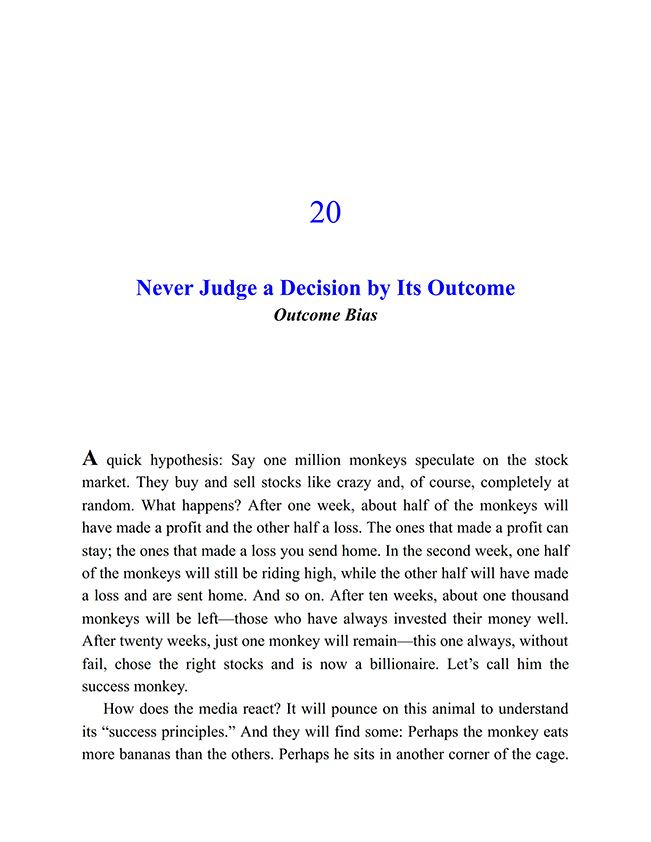 20
Never Judge a Decision by Its Outcome
Outcome Bias
A quick hypothesis: Say one million monkeys speculate on the stock
market. They buy and sell stocks like crazy and, of course, completely at
random. What happens? After one week, about half of the monkeys will
have made a profit and the other half a loss. The ones that made a profit can
stay; the ones that made a loss you send home. In the second week, one half
of the monkeys will still be riding high, while the other half will have made
a loss and are sent home. And so on. After ten weeks, about one thousand
monkeys will be left—those who have always invested their money well.
After twenty weeks, just one monkey will remain—this one always, without
fail, chose the right stocks and is now a billionaire. Let’s call him the
success monkey.
How does the media react? It will pounce on this animal to understand
its “success principles.” And they will find some: Perhaps the monkey eats
more bananas than the others. Perhaps he sits in another corner of the cage.